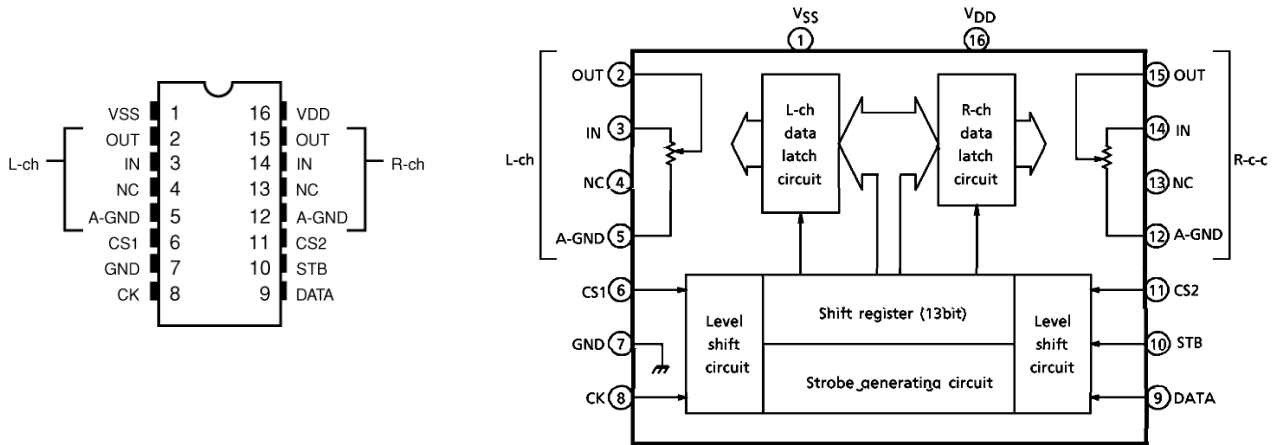 VSS 1 16 VDD
OUT 2 15 OUT
L-ch IN 3 14 IN R-ch
NC 4 13 NC
A-GND 5 12 A-GND
CS1 6 11 CS2
GND 7 10 STB
CK 8 9 DATA
VSS VDD
1 16
OUT 2 15 OUT
L-ch
data
latch
circuit
R-ch
data
latch
circuit
IN 3 14 IN
L-ch R-c-c
NC 4 13 NC
A-GND 5 12 A-GND
CS1 6 11 CS2
Level
shift
circuit
Shift register (13bit)
Level
shift
circuit
GND 7 10 STB
Strobe generating circuit
CK 8 9 DATA